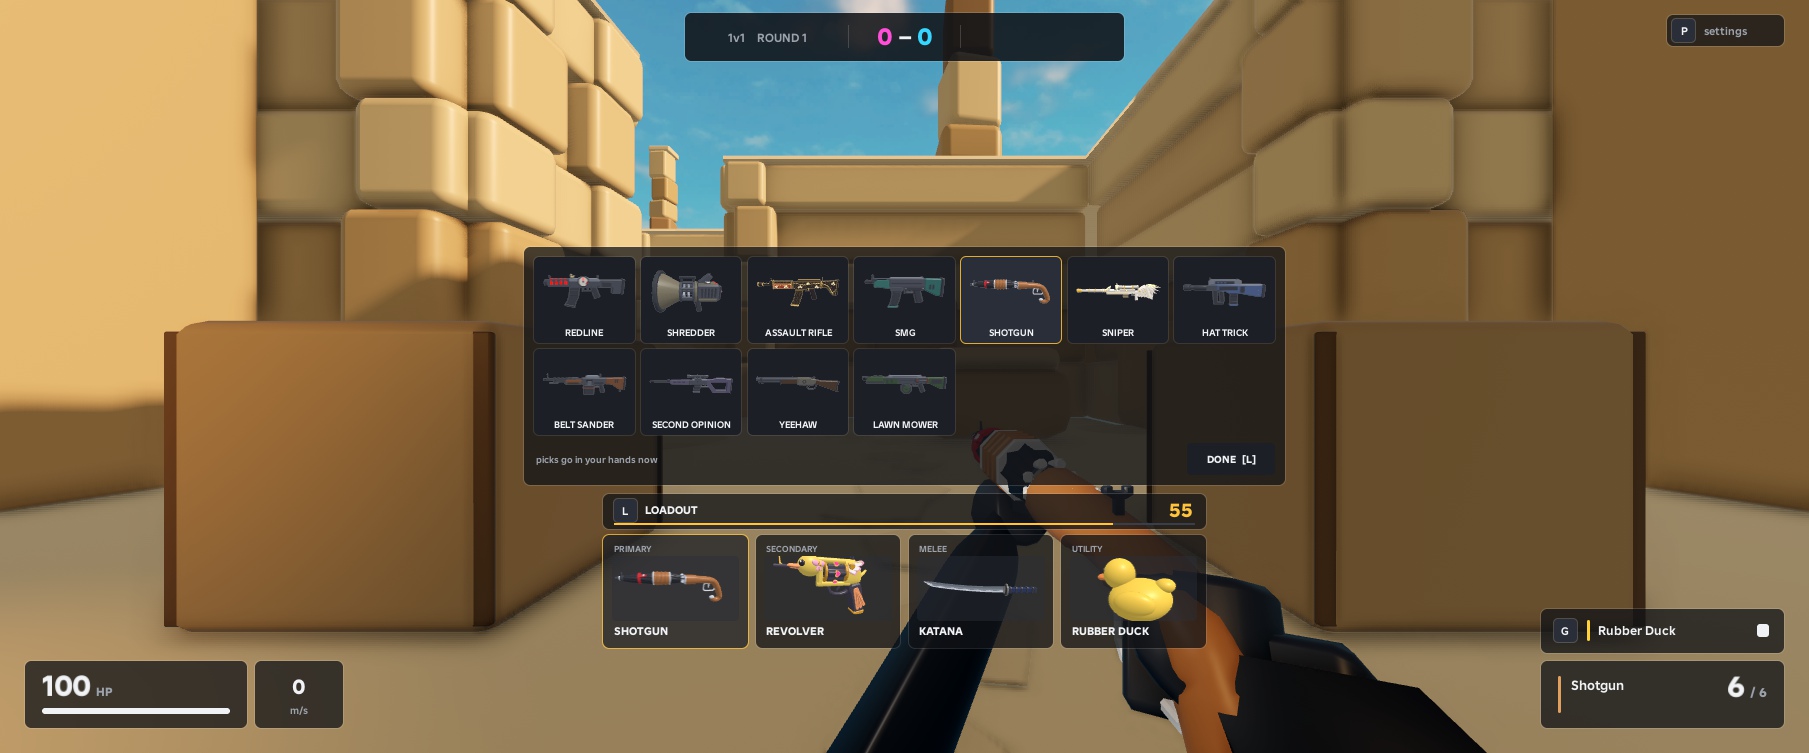 1v1 ROUND 1 0 – 0
P settings
REDLINE SHREDDER ASSAULT RIFLE SMG SHOTGUN SNIPER HAT TRICK
BELT SANDER SECOND OPINION YEEHAW LAWN MOWER
picks go in your hands now DONE [L]
L LOADOUT 55
PRIMARY SECONDARY MELEE UTILITY
SHOTGUN REVOLVER KATANA RUBBER DUCK
G Rubber Duck
100 HP 0 m/s
Shotgun 6 / 6